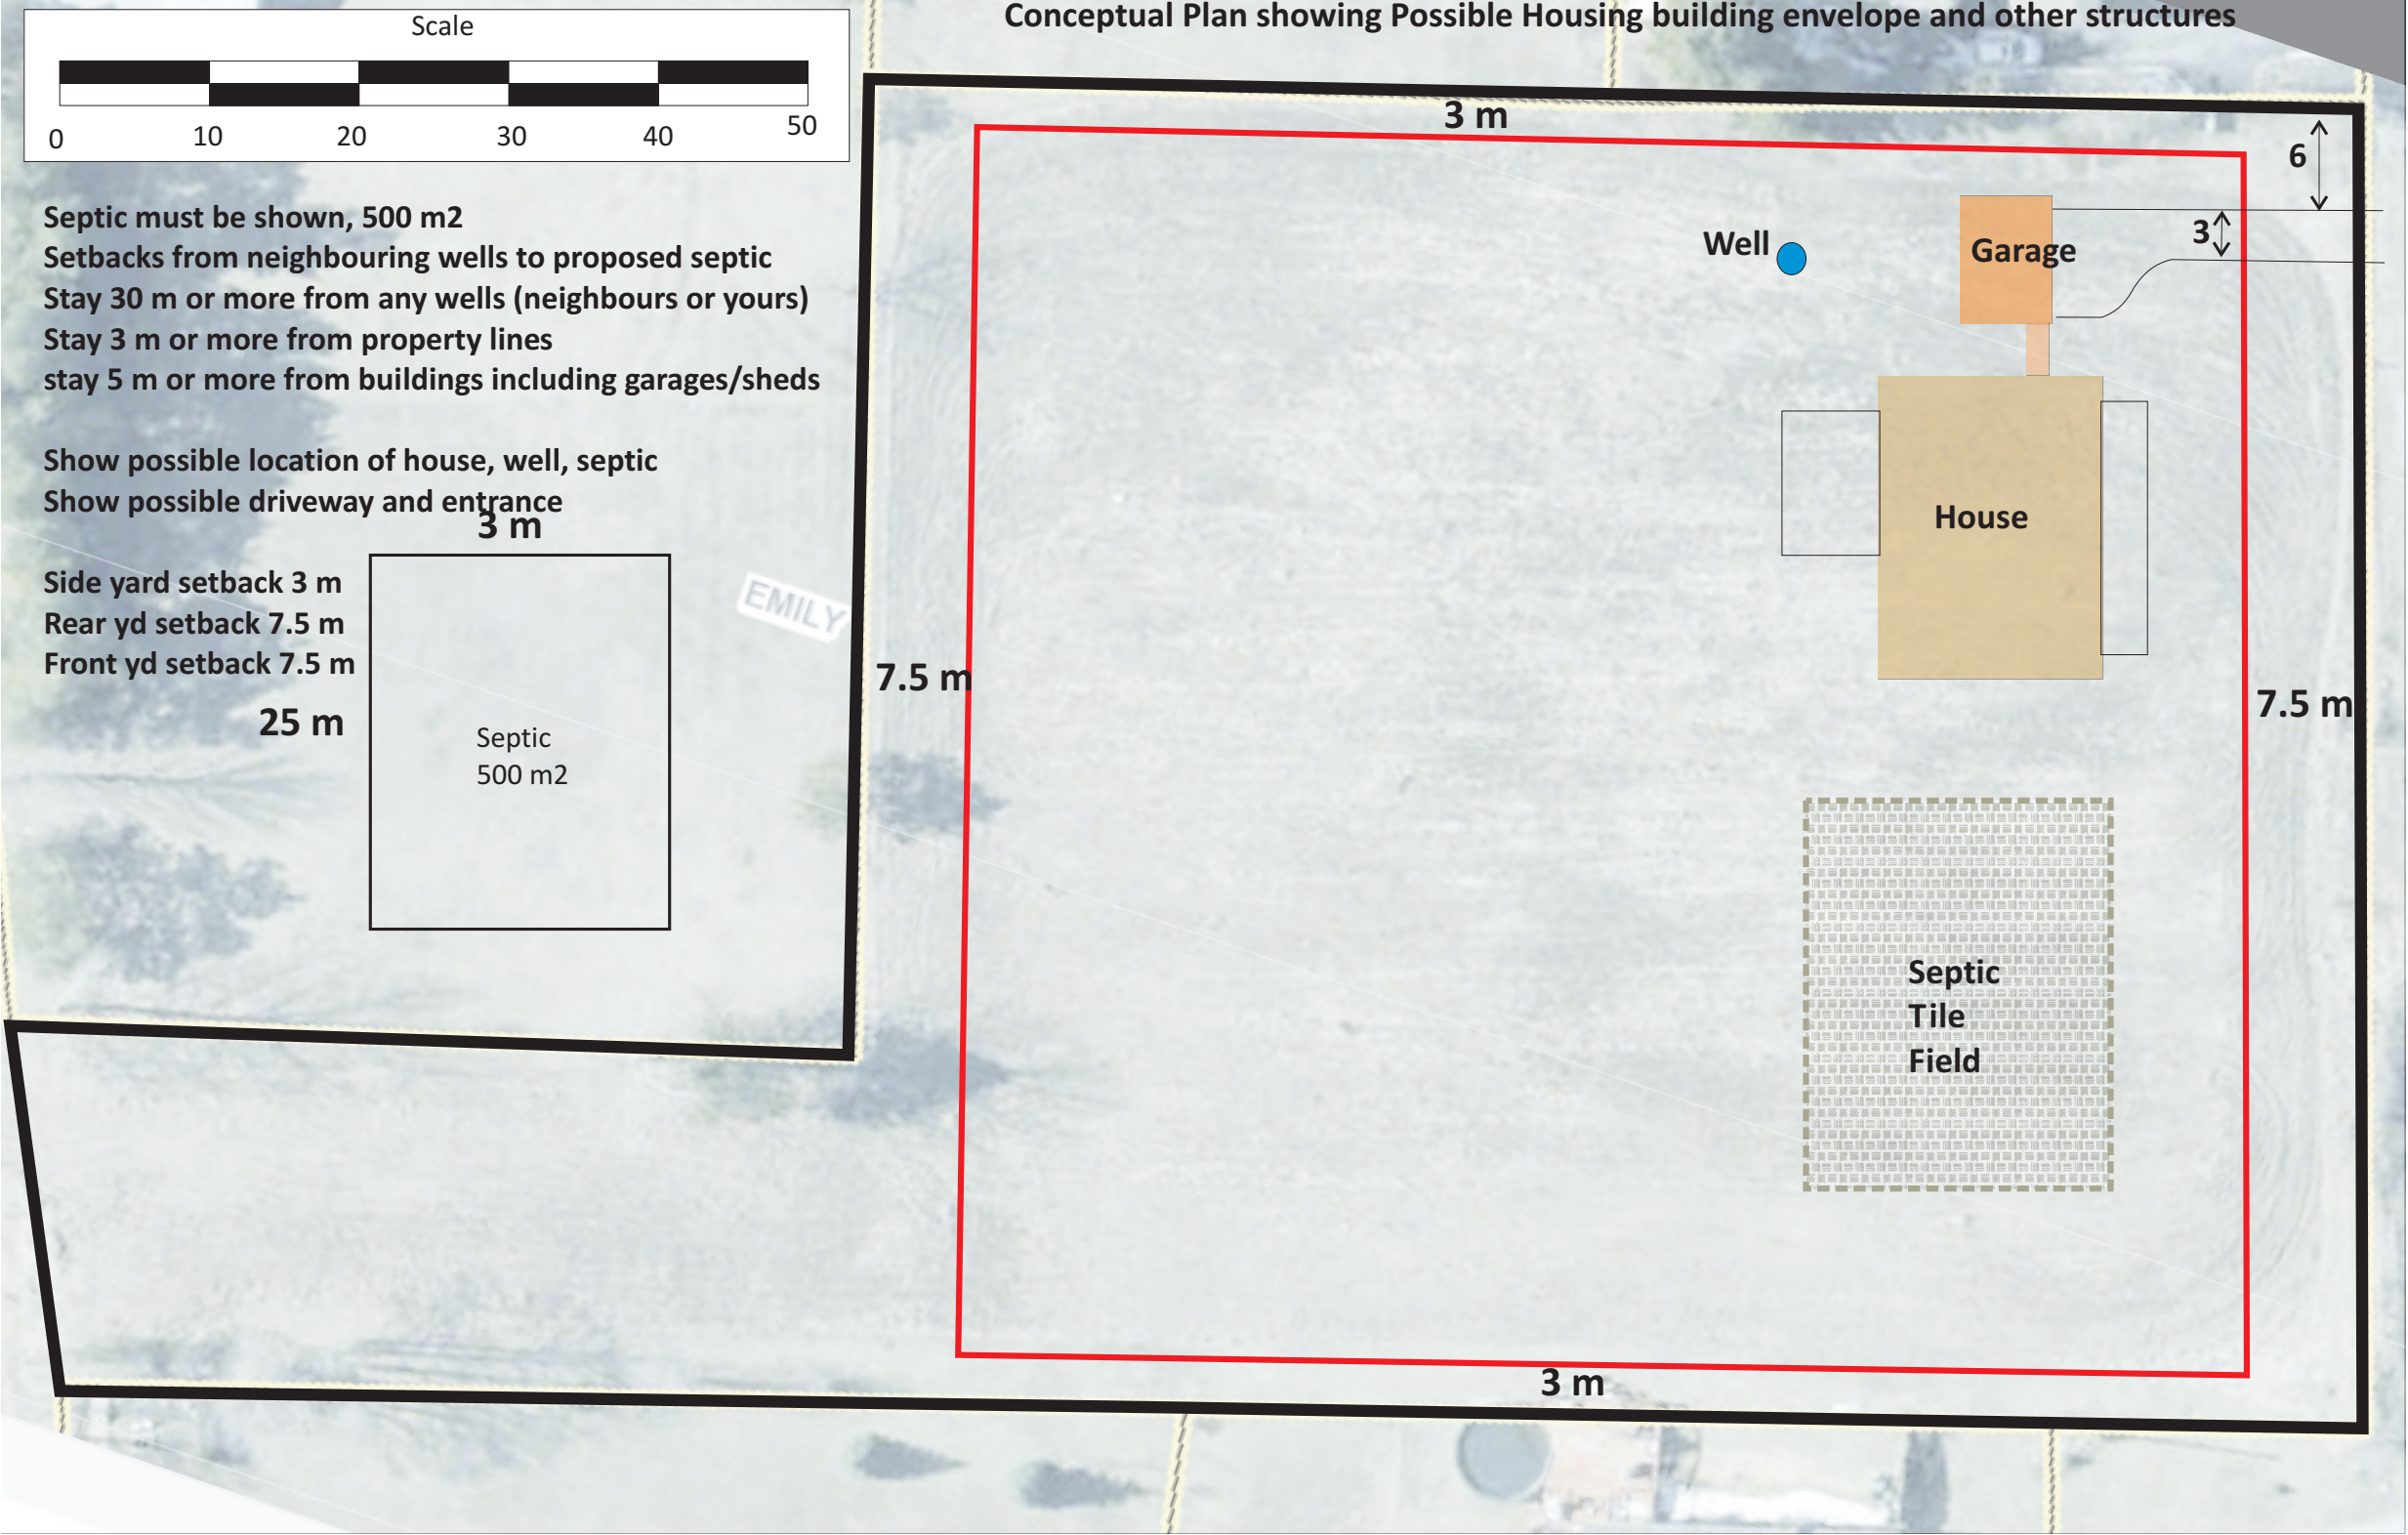 Conceptual Plan showing Possible Housing building envelope and other structures
Scale
0 10 20 30 40 50
Septic must be shown, 500 m2
Setbacks from neighbouring wells to proposed septic
Stay 30 m or more from any wells (neighbours or yours)
Stay 3 m or more from property lines
stay 5 m or more from buildings including garages/sheds
Show possible location of house, well, septic
Show possible driveway and entrance
Side yard setback 3 m
Rear yd setback 7.5 m
Front yd setback 7.5 m
3 m
25 m
Septic
500 m2
EMILY
3 m
6
3
Well
Garage
House
7.5 m
7.5 m
Septic
Tile
Field
3 m